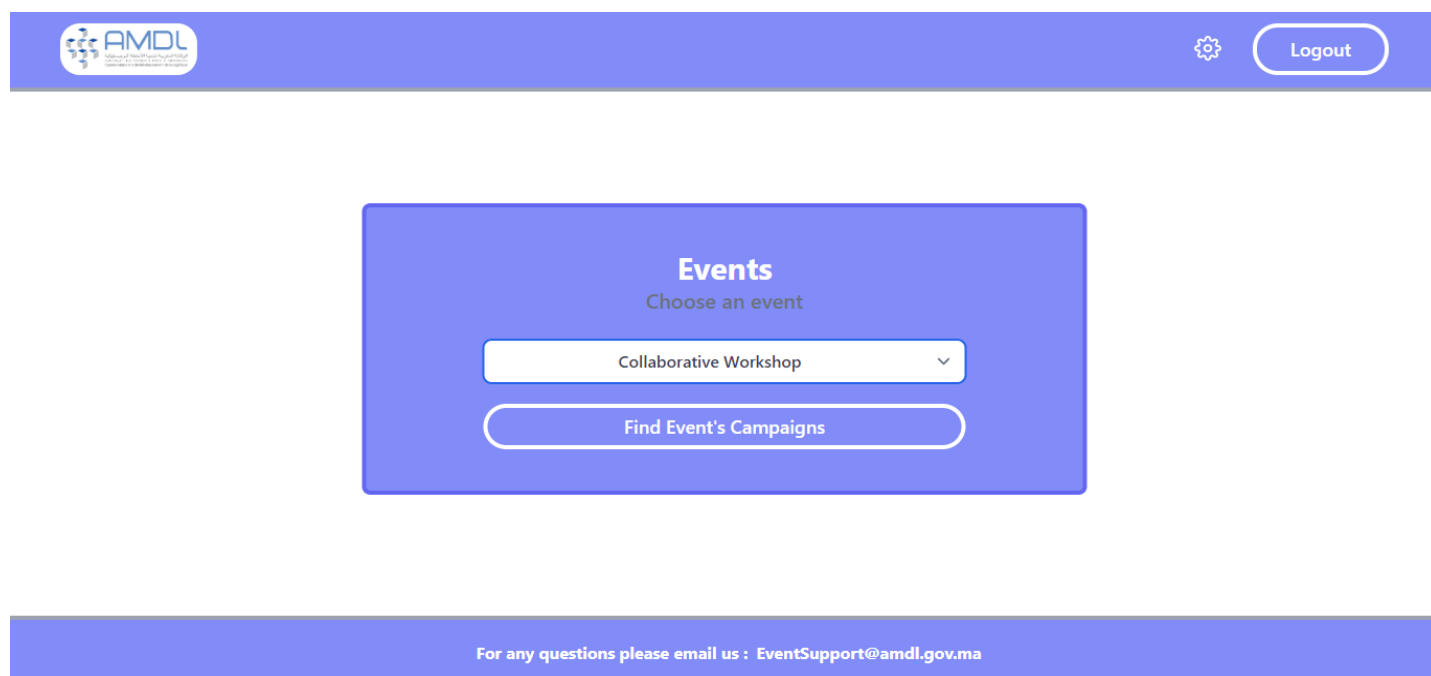 AMDL
Logout
Events
Choose an event
Collaborative Workshop
Find Event's Campaigns
For any questions please email us : EventSupport@amdl.gov.ma